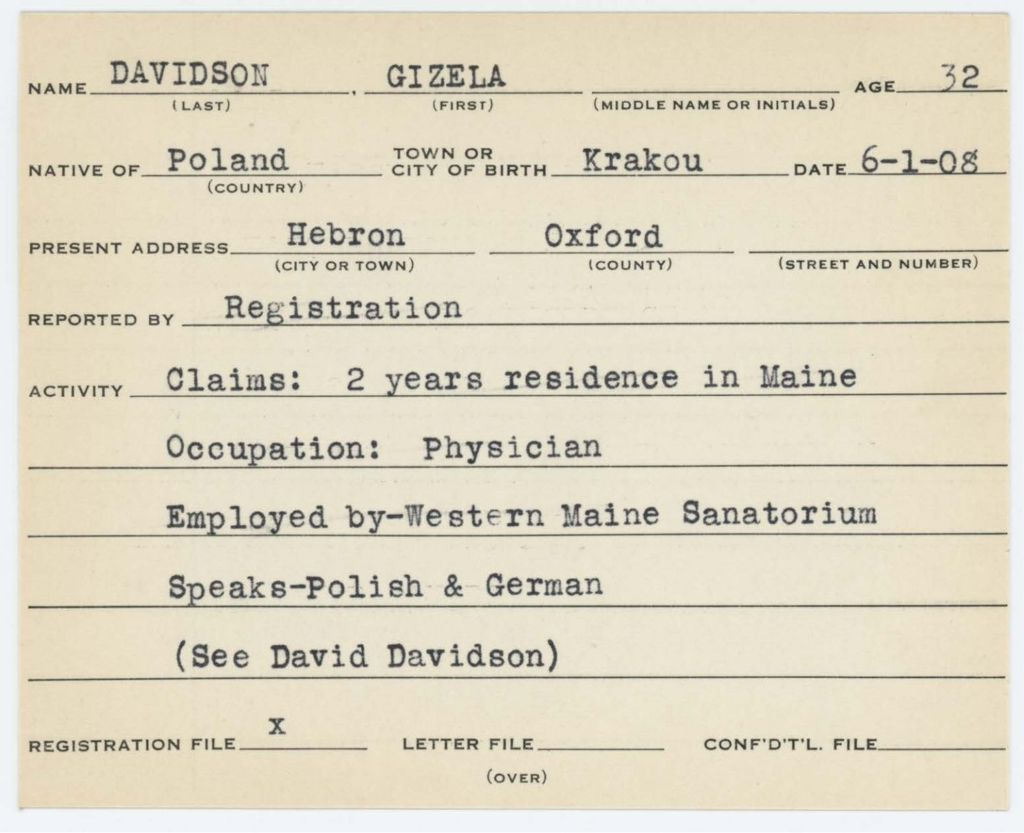 NAME DAVIDSON, GIZELA AGE 32
(LAST) (FIRST) (MIDDLE NAME OR INITIALS)
NATIVE OF Poland TOWN OR CITY OF BIRTH Krakou DATE 6-1-08
(COUNTRY)
PRESENT ADDRESS Hebron Oxford
(CITY OR TOWN) (COUNTY) (STREET AND NUMBER)
REPORTED BY Registration
ACTIVITY Claims: 2 years residence in Maine
Occupation: Physician
Employed by-Western Maine Sanatorium
Speaks-Polish & German
(See David Davidson)
REGISTRATION FILE x LETTER FILE CONF'D'T'L. FILE
(OVER)